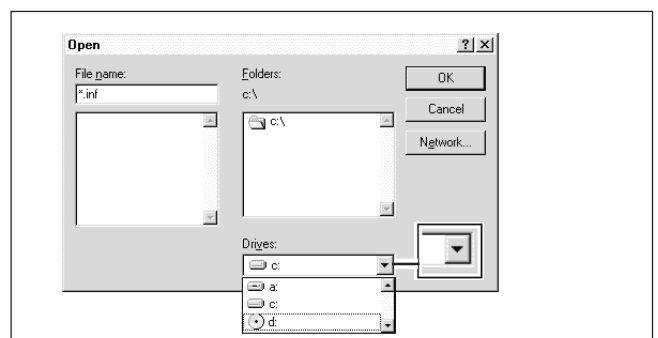 Open
File name:
*.inf
Folders:
c:\
c:\
OK
Cancel
Network...
Drives:
c:
a:
c:
d: